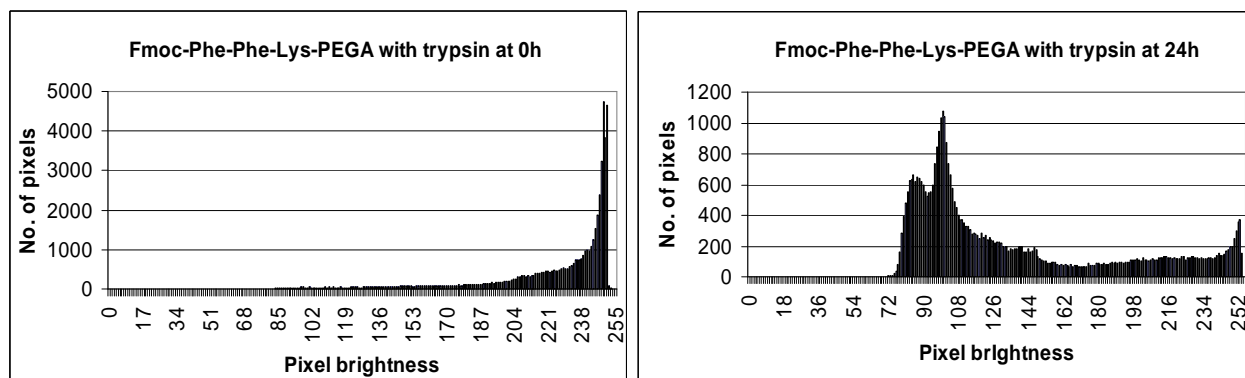 Fmoc-Phe-Phe-Lys-PEGA with trypsin at 0h
No. of pixels
5000
4000
3000
2000
1000
0
0 17 34 51 68 85 102 119 136 153 170 187 204 221 238 255
Pixel brightness
Fmoc-Phe-Phe-Lys-PEGA with trypsin at 24h
No. of pixels
1200
1000
800
600
400
200
0
0 18 36 54 72 90 108 126 144 162 180 198 216 234 252
Pixel brightness